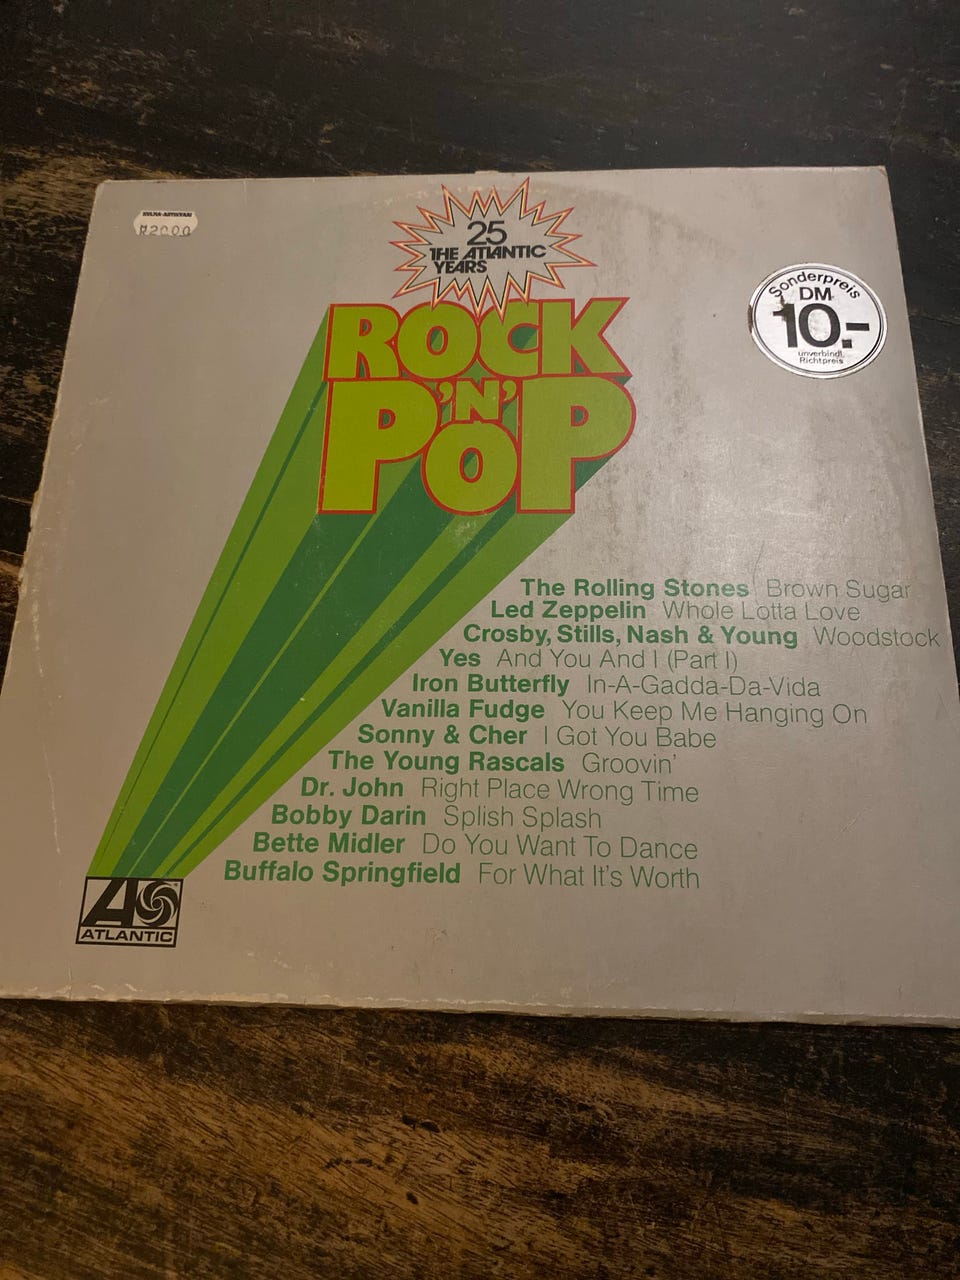 25
THE ATLANTIC
YEARS
ROCK
'N'
POP
Sonderpreis
DM
10.-
unverbindl.
Richtpreis
The Rolling Stones Brown Sugar
Led Zeppelin Whole Lotta Love
Crosby, Stills, Nash & Young Woodstock
Yes And You And I (Part I)
Iron Butterfly In-A-Gadda-Da-Vida
Vanilla Fudge You Keep Me Hanging On
Sonny & Cher I Got You Babe
The Young Rascals Groovin'
Dr. John Right Place Wrong Time
Bobby Darin Splish Splash
Bette Midler Do You Want To Dance
Buffalo Springfield For What It's Worth
ATLANTIC